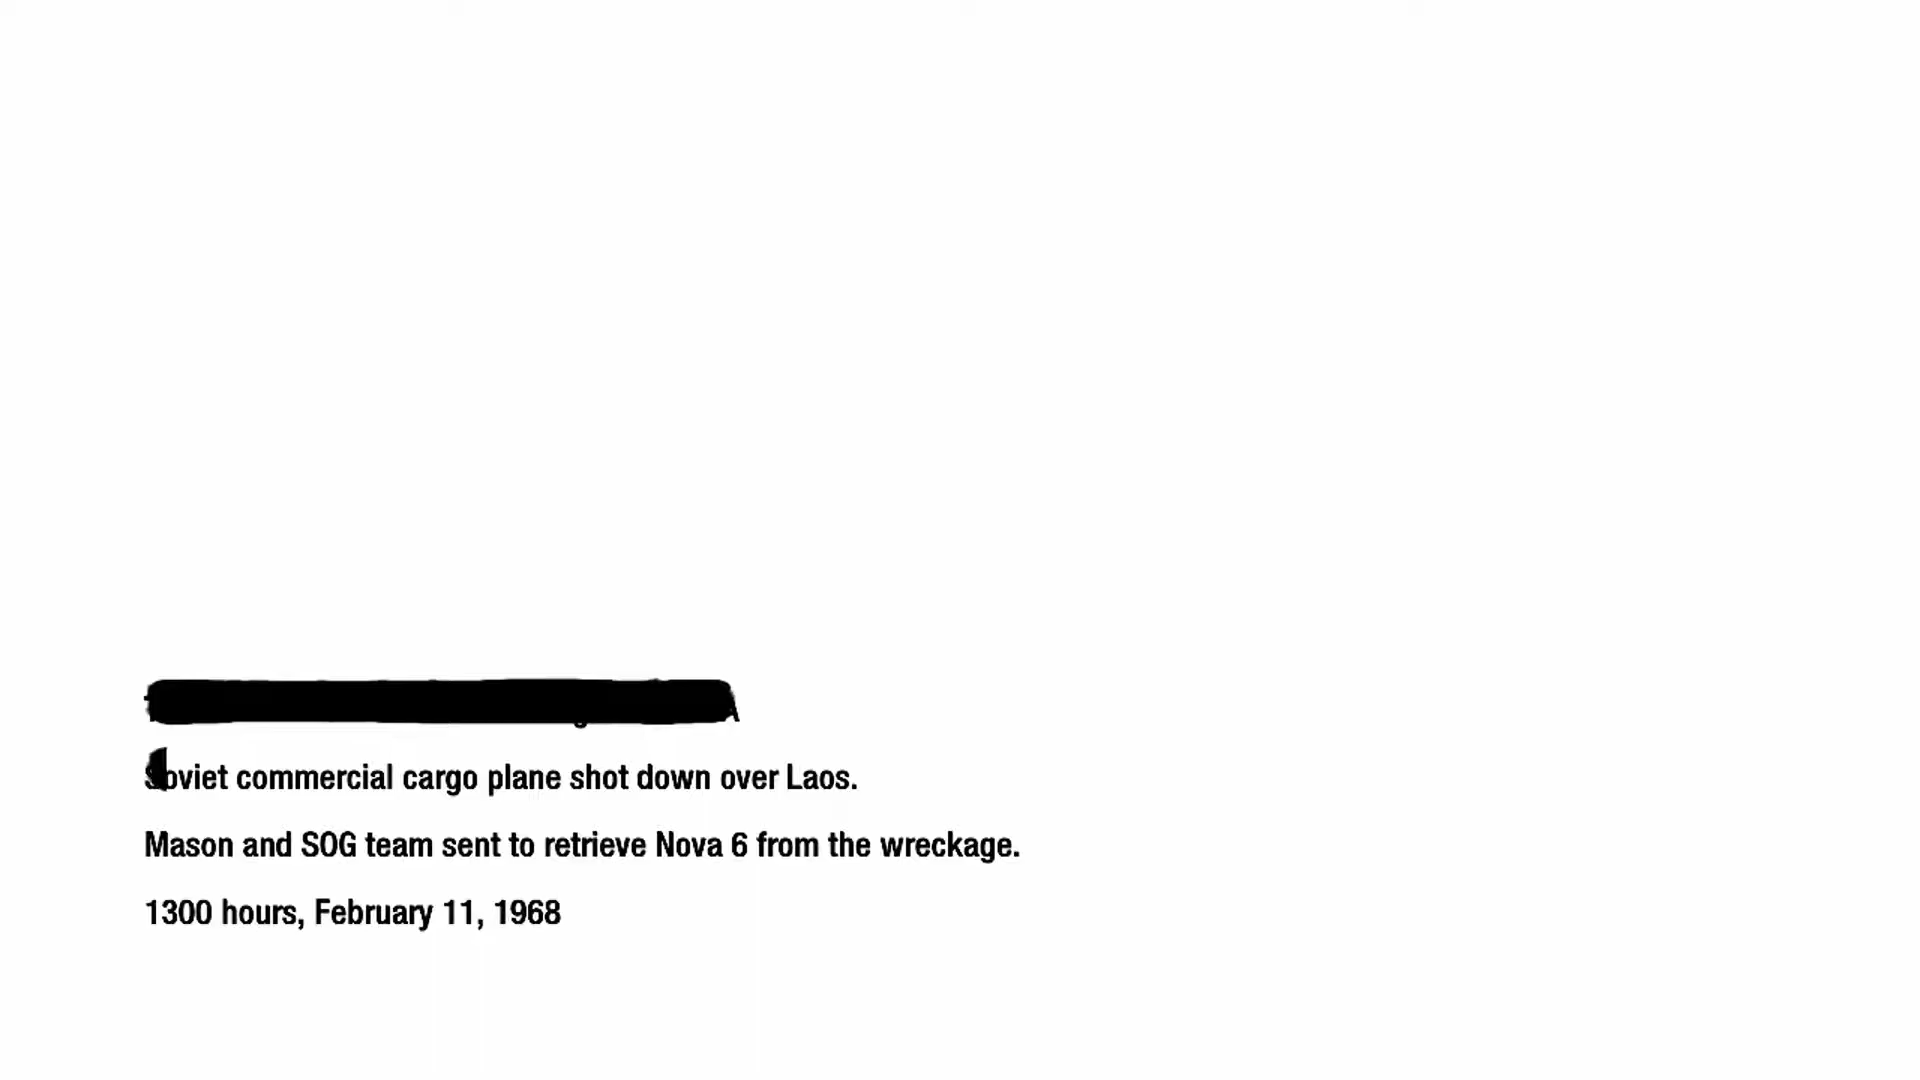 Soviet commercial cargo plane shot down over Laos.
Mason and SOG team sent to retrieve Nova 6 from the wreckage.
1300 hours, February 11, 1968